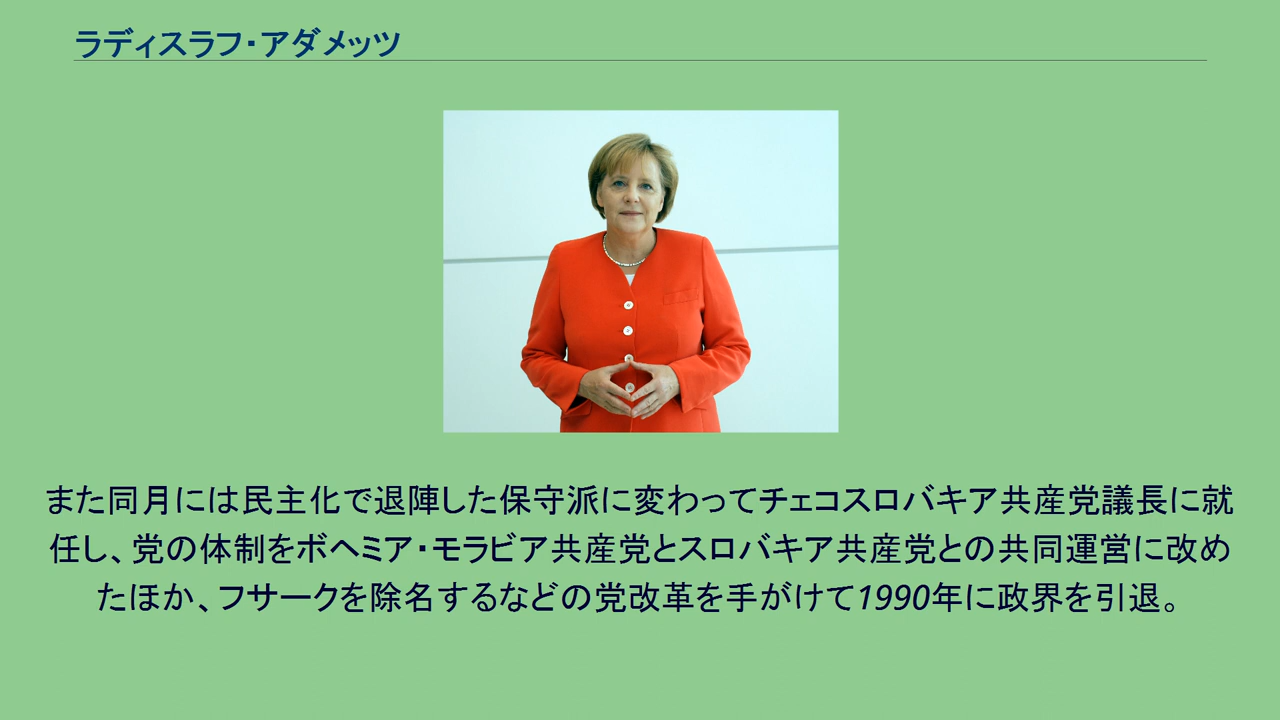 ラディスラフ・アダメッツ
また同月には民主化で退陣した保守派に変わってチェコスロバキア共産党議長に就
任し、党の体制をボヘミア・モラビア共産党とスロバキア共産党との共同運営に改め
たほか、フサークを除名するなどの党改革を手がけて1990年に政界を引退。